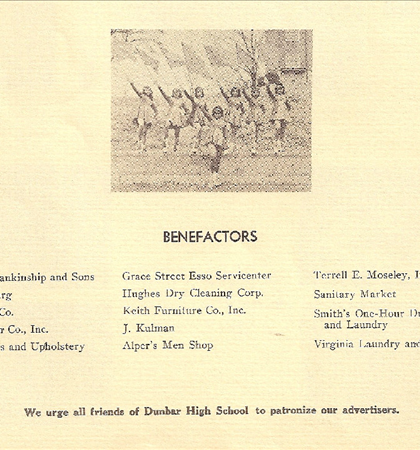 BENEFACTORS
ankinship and Sons
rg
Co.
r Co., Inc.
s and Upholstery
Grace Street Esso Servicenter
Hughes Dry Cleaning Corp.
Keith Furniture Co., Inc.
J. Kulman
Alper's Men Shop
Terrell E. Moseley, I
Sanitary Market
Smith's One-Hour Dr
and Laundry
Virginia Laundry and
We urge all friends of Dunbar High School to patronize our advertisers.